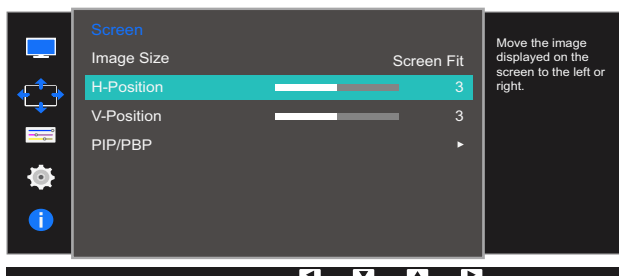 Screen
Image Size Screen Fit
H-Position 3
V-Position 3
PIP/PBP ▸
Move the image
displayed on the
screen to the left or
right.